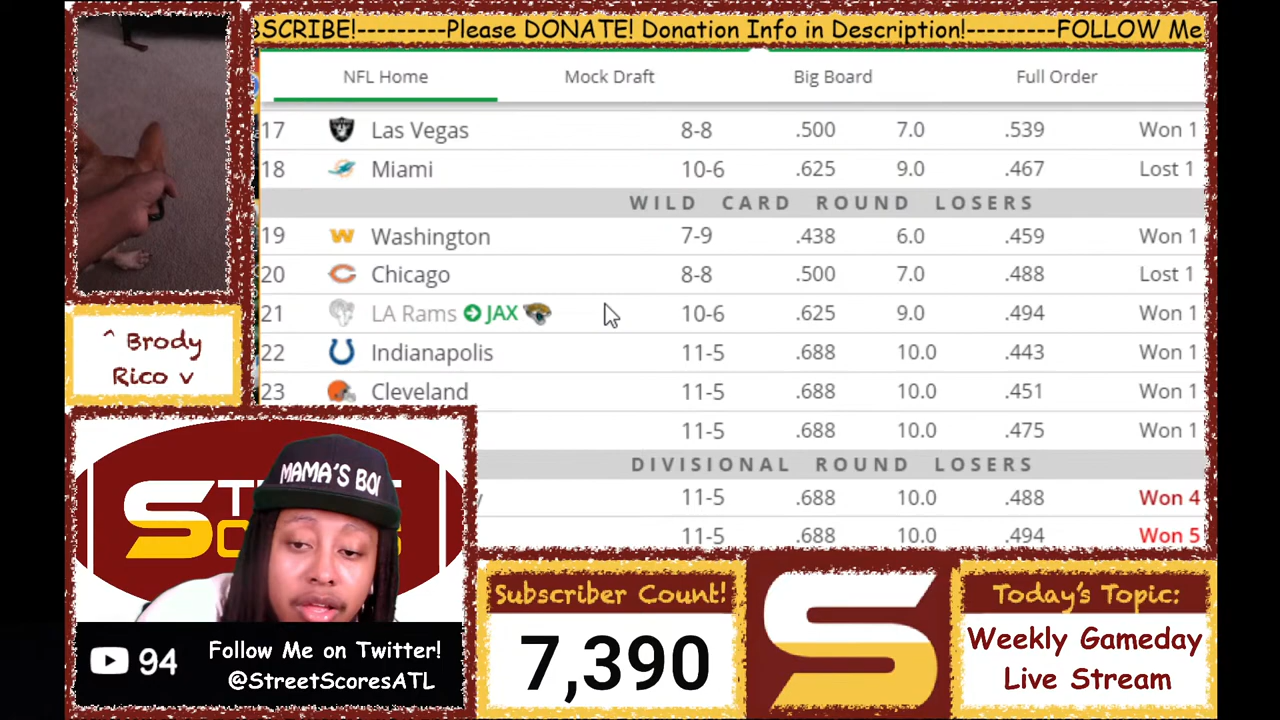 BSCRIBE!---------Please DONATE! Donation Info in Description!---------FOLLOW Me
NFL Home Mock Draft Big Board Full Order
17 Las Vegas 8-8 .500 7.0 .539 Won 1
18 Miami 10-6 .625 9.0 .467 Lost 1
WILD CARD ROUND LOSERS
19 Washington 7-9 .438 6.0 .459 Won 1
20 Chicago 8-8 .500 7.0 .488 Lost 1
21 LA Rams JAX 10-6 .625 9.0 .494 Won 1
22 Indianapolis 11-5 .688 10.0 .443 Won 1
23 Cleveland 11-5 .688 10.0 .451 Won 1
11-5 .688 10.0 .475 Won 1
DIVISIONAL ROUND LOSERS
11-5 .688 10.0 .488 Won 4
11-5 .688 10.0 .494 Won 5
^ Brody
Rico v
MAMA'S BOI
94
Follow Me on Twitter!
@StreetScoresATL
Subscriber Count!
7,390
S
Today's Topic:
Weekly Gameday
Live Stream